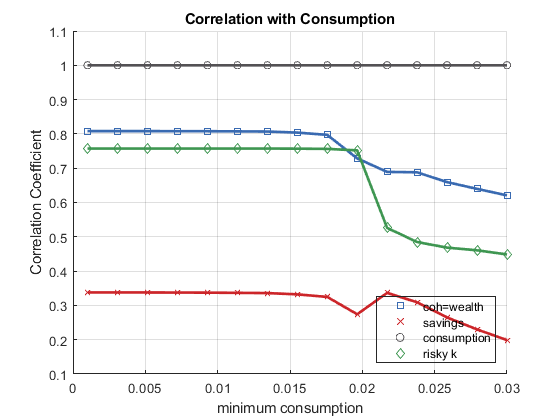 Correlation with Consumption
1.1
1
0.9
0.8
0.7
0.6
0.5
0.4
0.3
0.2
0.1
Correlation Coefficient
coh=wealth
savings
consumption
risky k
0
0.005
0.01
0.015
0.02
0.025
0.03
minimum consumption